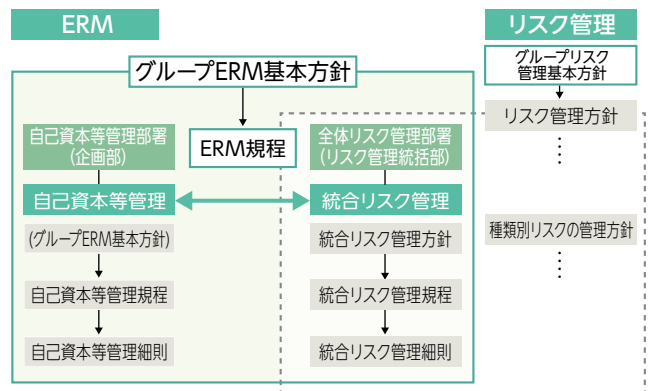 ERM
リスク管理
グループERM基本方針
グループリスク
管理基本方針
リスク管理方針
自己資本等管理部署
(企画部)
ERM規程
全体リスク管理部署
(リスク管理統括部)
自己資本等管理
統合リスク管理
(グループERM基本方針)
統合リスク管理方針
種類別リスクの管理方針
自己資本等管理規程
統合リスク管理規程
自己資本等管理細則
統合リスク管理細則